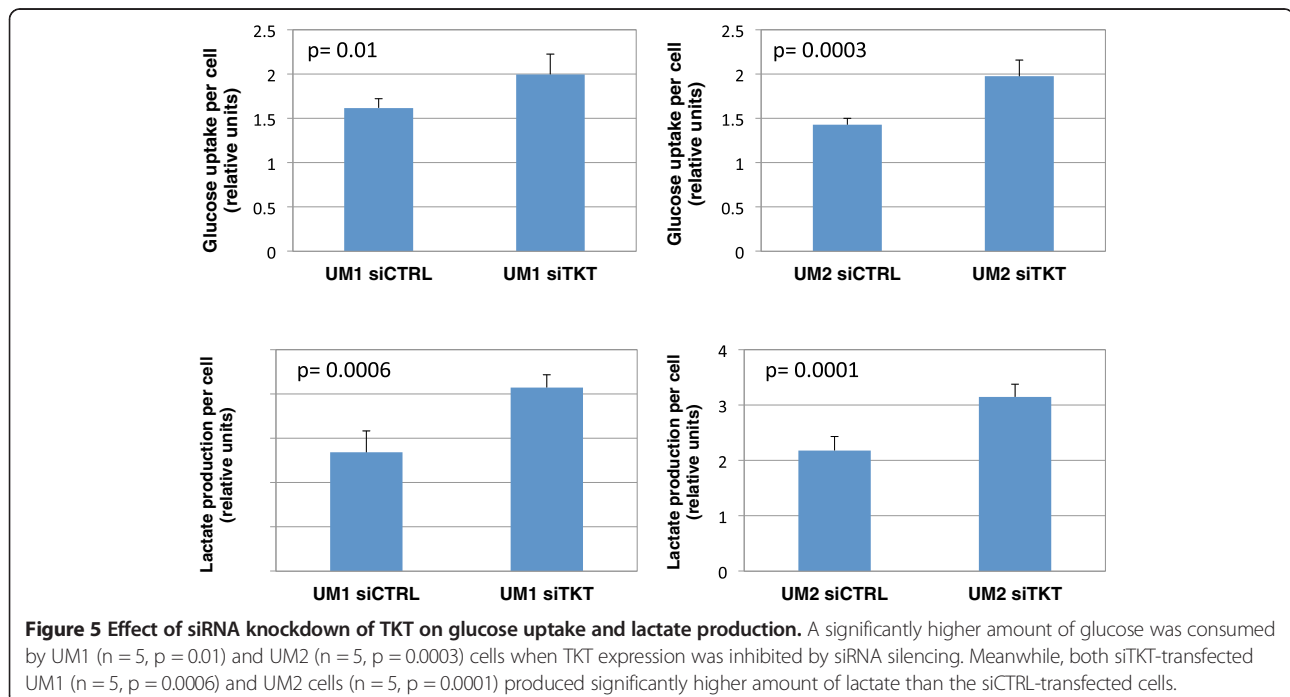 2.5
p= 0.01
2
1.5
1
0.5
0
Glucose uptake per cell
(relative units)
UM1 siCTRL UM1 siTKT
2.5
p= 0.0003
2
1.5
1
0.5
0
Glucose uptake per cell
(relative units)
UM2 siCTRL UM2 siTKT
p= 0.0006
Lactate production per cell
(relative units)
UM1 siCTRL UM1 siTKT
4
p= 0.0001
3
2
1
0
Lactate production per cell
(relative units)
UM2 siCTRL UM2 siTKT
Figure 5 Effect of siRNA knockdown of TKT on glucose uptake and lactate production. A significantly higher amount of glucose was consumed
by UM1 (n = 5, p = 0.01) and UM2 (n = 5, p = 0.0003) cells when TKT expression was inhibited by siRNA silencing. Meanwhile, both siTKT-transfected
UM1 (n = 5, p = 0.0006) and UM2 cells (n = 5, p = 0.0001) produced significantly higher amount of lactate than the siCTRL-transfected cells.